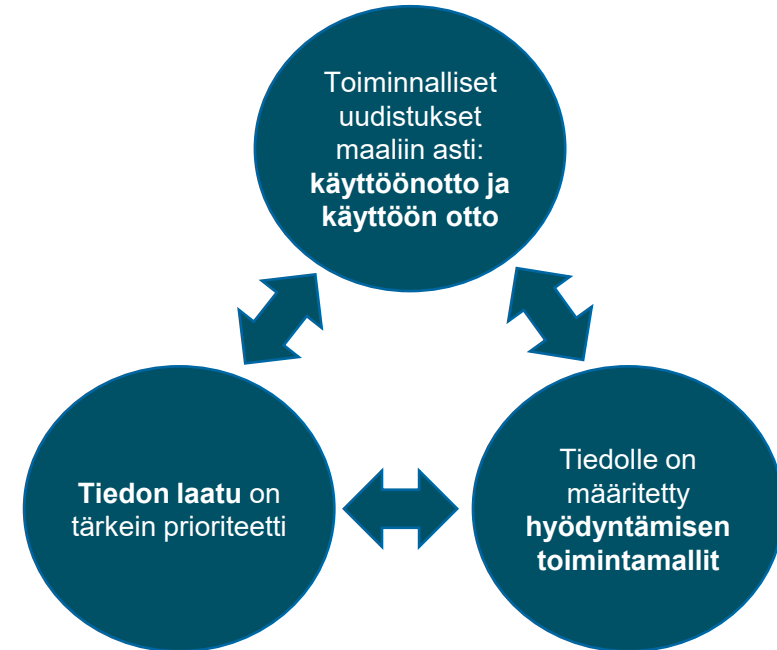 Toiminnalliset
uudistukset
maaliin asti:
käyttöönotto ja
käyttöön otto
Tiedon laatu on
tärkein prioriteetti
Tiedolle on
määritetty
hyödyntämisen
toimintamallit